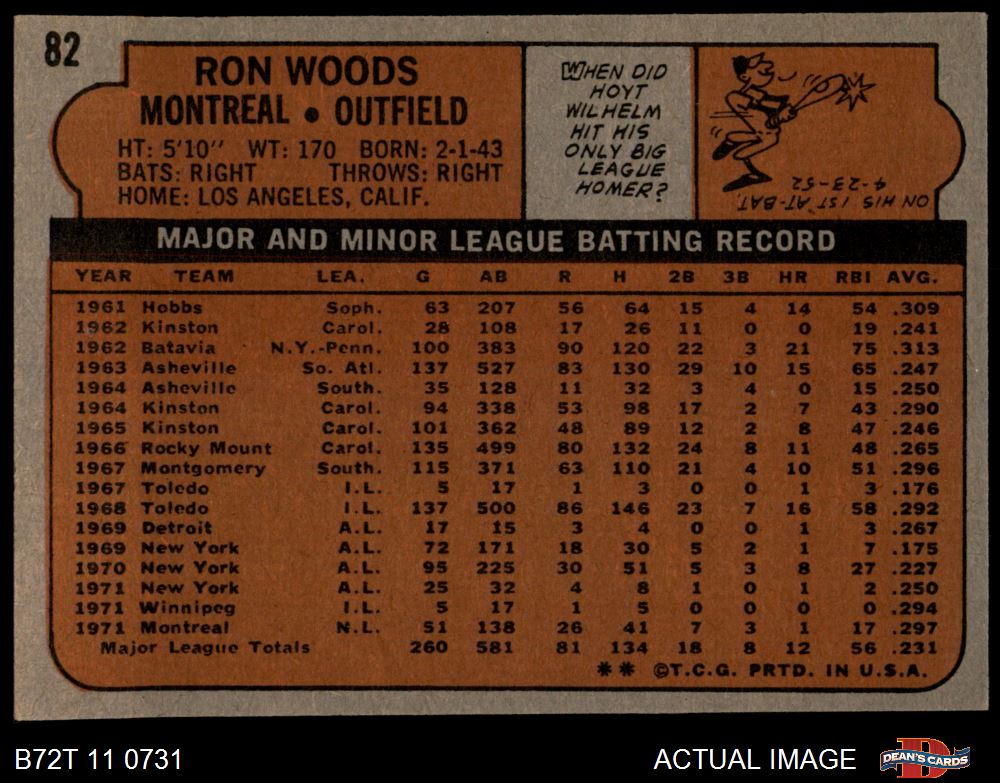 82
RON WOODS
MONTREAL • OUTFIELD
HT: 5'10" WT: 170 BORN: 2-1-43
BATS: RIGHT THROWS: RIGHT
HOME: LOS ANGELES, CALIF.
WHEN DID
HOYT
WILHELM
HIT HIS
ONLY BIG
LEAGUE
HOMER?
ON HIS 1ST AT-BAT,
4-23-52
MAJOR AND MINOR LEAGUE BATTING RECORD
YEAR TEAM LEA. G AB R H 2B 3B HR RBI AVG.
1961 Hobbs Soph. 63 207 56 64 15 4 14 54 .309
1962 Kinston Carol. 28 108 17 26 11 0 0 19 .241
1962 Batavia N.Y.-Penn. 100 383 90 120 22 3 21 75 .313
1963 Asheville So. Atl. 137 527 83 130 29 10 15 65 .247
1964 Asheville South. 35 128 11 32 3 4 0 15 .250
1964 Kinston Carol. 94 338 53 98 17 2 7 43 .290
1965 Kinston Carol. 101 362 48 89 12 2 8 47 .246
1966 Rocky Mount Carol. 135 499 80 132 24 8 11 48 .265
1967 Montgomery South. 115 371 63 110 21 4 10 51 .296
1967 Toledo I.L. 5 17 1 3 0 0 1 3 .176
1968 Toledo I.L. 137 500 86 146 23 7 16 58 .292
1969 Detroit A.L. 17 15 3 4 0 0 1 3 .267
1969 New York A.L. 72 171 18 30 5 2 1 7 .175
1970 New York A.L. 95 225 30 51 5 3 8 27 .227
1971 New York A.L. 25 32 4 8 1 0 1 2 .250
1971 Winnipeg I.L. 5 17 1 5 0 0 0 0 .294
1971 Montreal N.L. 51 138 26 41 7 3 1 17 .297
Major League Totals 260 581 81 134 18 8 12 56 .231
** ©T.C.G. PRTD. IN U.S.A.
B72T 11 0731
ACTUAL IMAGE
DEAN'S CARDS